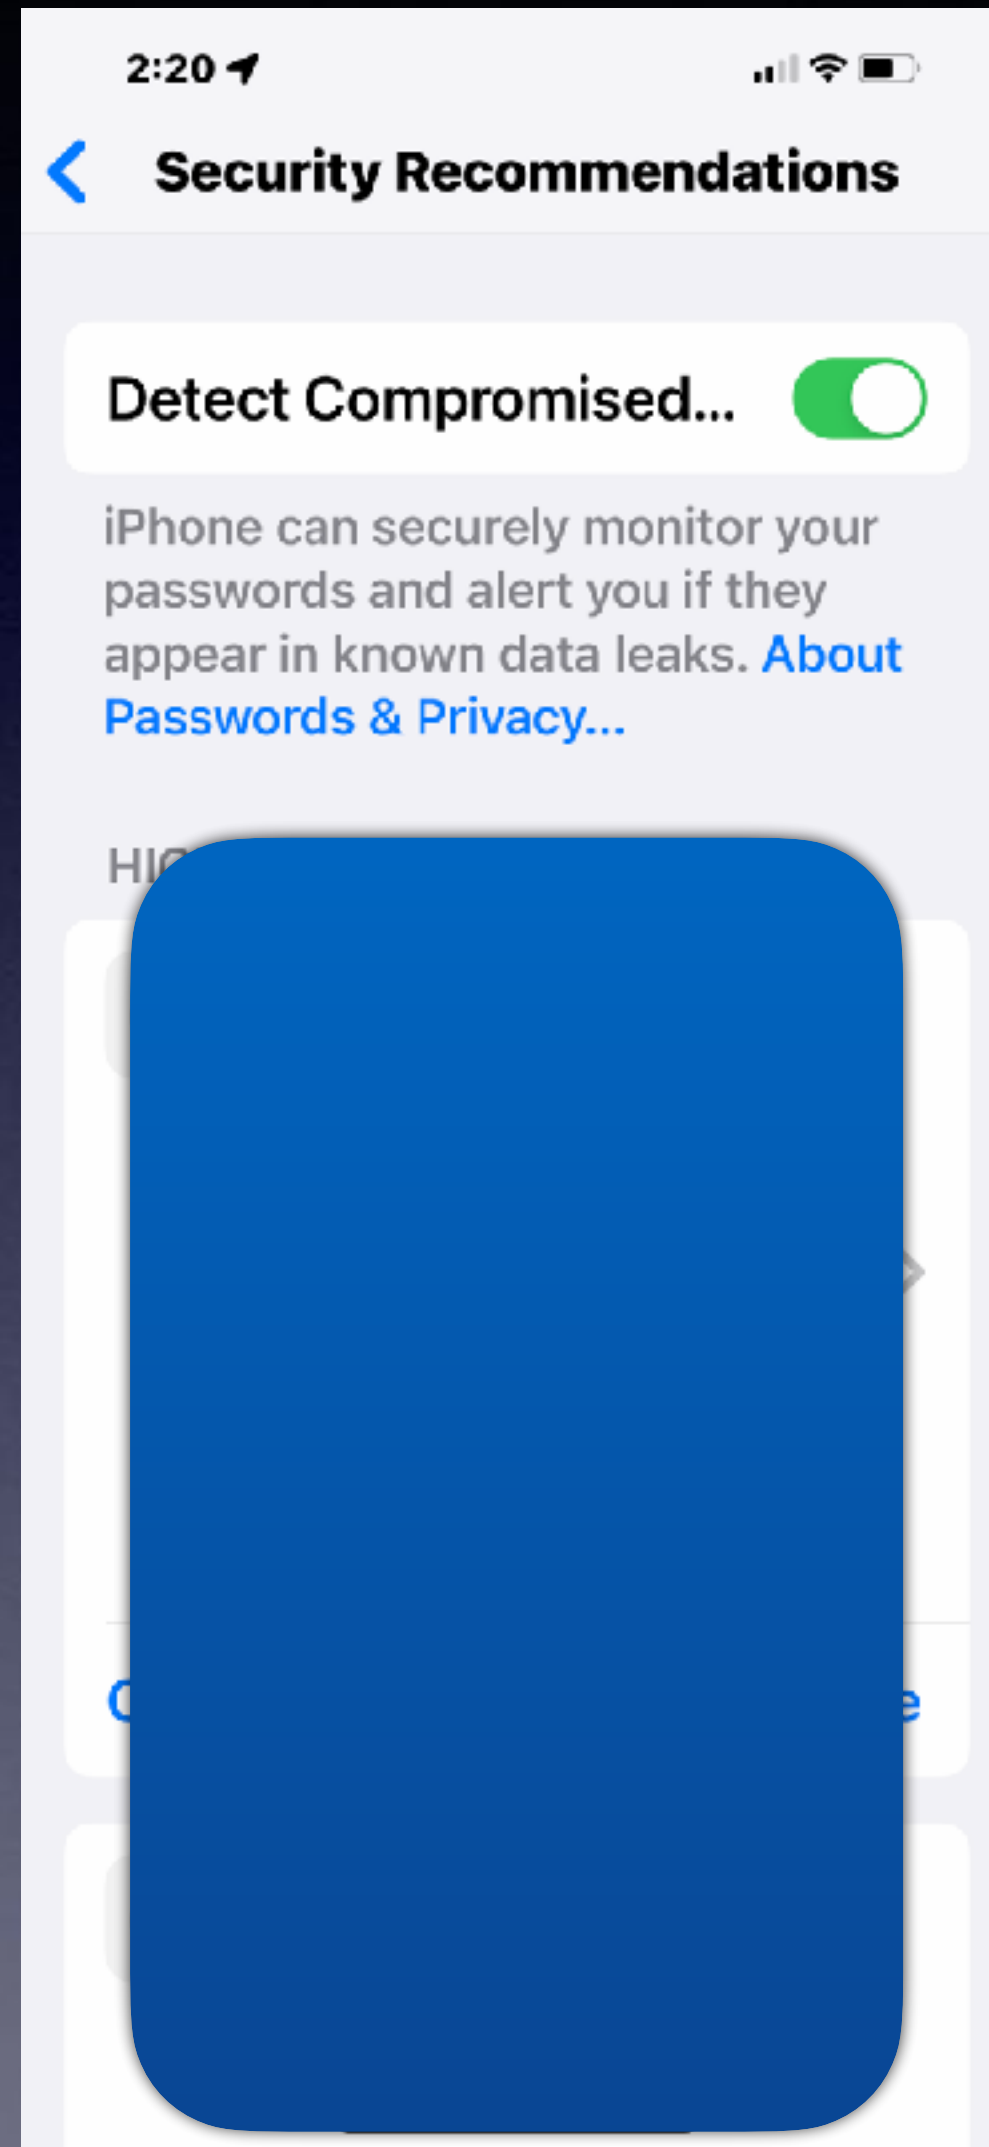 2:20
Security Recommendations
Detect Compromised...
iPhone can securely monitor your
passwords and alert you if they
appear in known data leaks. About
Passwords & Privacy...